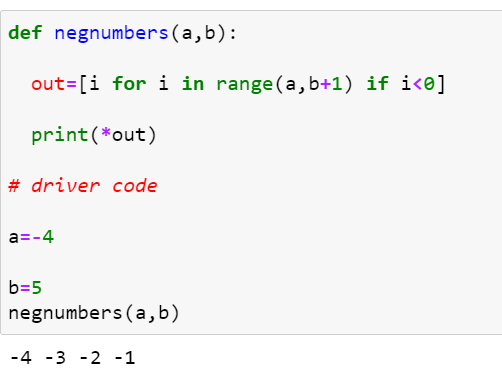 def negnumbers(a,b):
  out=[i for i in range(a,b+1) if i<0]
  print(*out)
# driver code
a=-4
b=5
negnumbers(a,b)
-4 -3 -2 -1